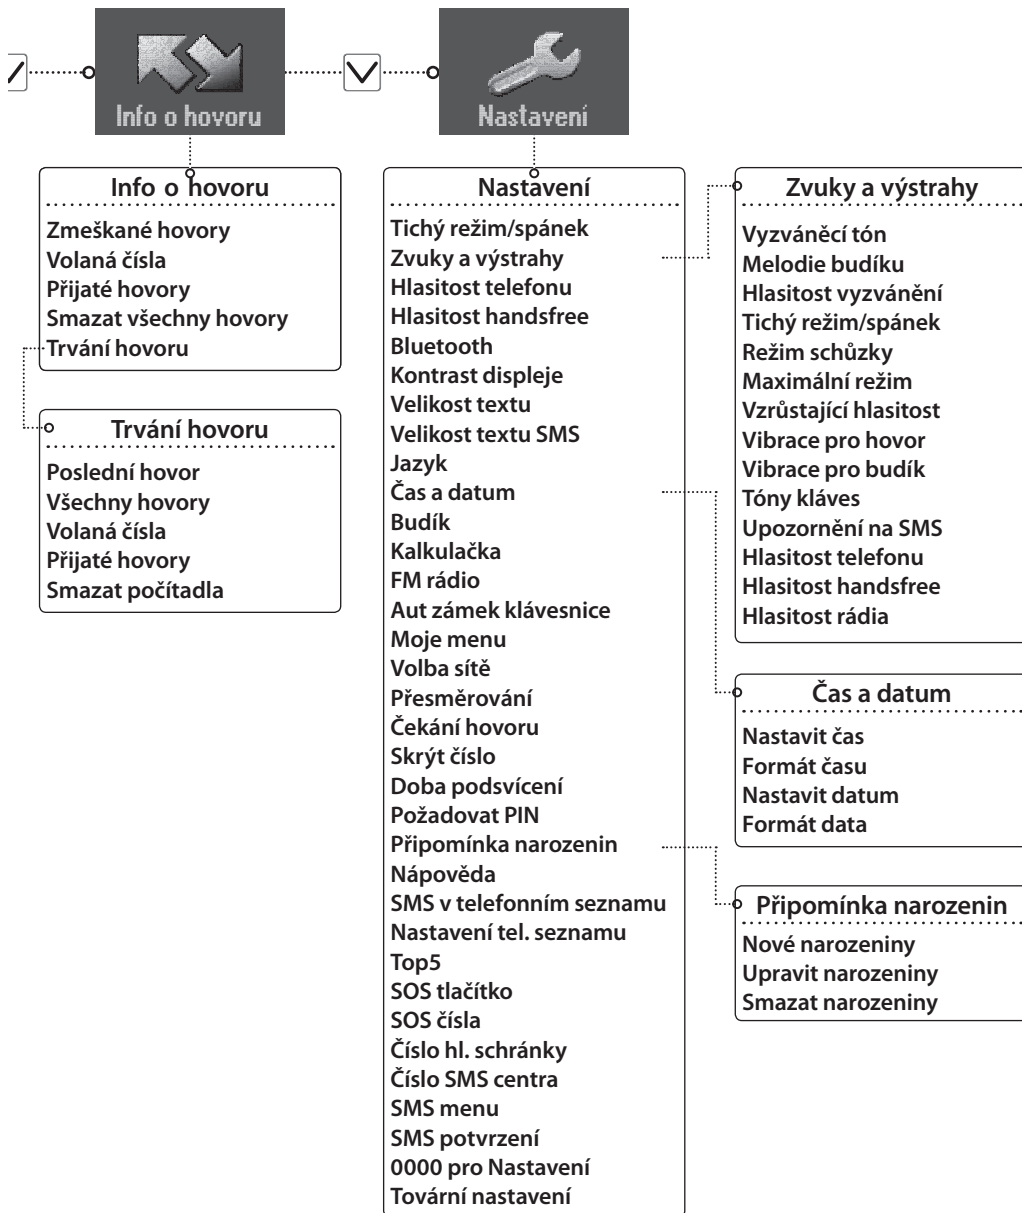 Info o hovoru
Nastavení
Info o hovoru
Zmeškané hovory
Volaná čísla
Přijaté hovory
Smazat všechny hovory
Trvání hovoru
Trvání hovoru
Poslední hovor
Všechny hovory
Volaná čísla
Přijaté hovory
Smazat počítadla
Nastavení
Tichý režim/spánek
Zvuky a výstrahy
Hlasitost telefonu
Hlasitost handsfree
Bluetooth
Kontrast displeje
Velikost textu
Velikost textu SMS
Jazyk
Čas a datum
Budík
Kalkulačka
FM rádio
Aut zámek klávesnice
Moje menu
Volba sítě
Přesměrování
Čekání hovoru
Skrýt číslo
Doba podsvícení
Požadovat PIN
Připomínka narozenin
Nápověda
SMS v telefonním seznamu
Nastavení tel. seznamu
Top5
SOS tlačítko
SOS čísla
Číslo hl. schránky
Číslo SMS centra
SMS menu
SMS potvrzení
0000 pro Nastavení
Tovární nastavení
Zvuky a výstrahy
Vyzváněcí tón
Melodie budíku
Hlasitost vyzvánění
Tichý režim/spánek
Režim schůzky
Maximální režim
Vzrůstající hlasitost
Vibrace pro hovor
Vibrace pro budík
Tóny kláves
Upozornění na SMS
Hlasitost telefonu
Hlasitost handsfree
Hlasitost rádia
Čas a datum
Nastavit čas
Formát času
Nastavit datum
Formát data
Připomínka narozenin
Nové narozeniny
Upravit narozeniny
Smazat narozeniny